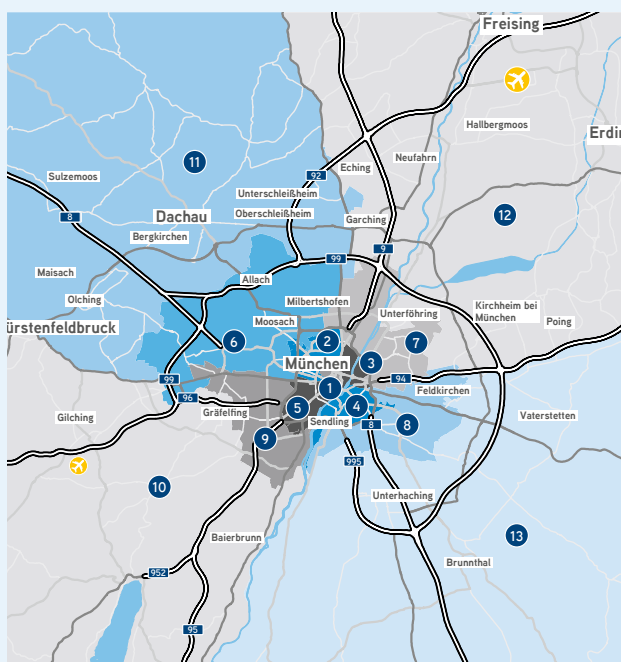 Freising
Hallbergmoos
Erdin
Neufahrn
11
Eching
92
Sulzemoos
Unterschleißheim
Oberschleißheim
8
Dachau
Garching
12
Bergkirchen
9
99
Maisach
Allach
Olching
Milbertshofen
Kirchheim bei
München
Unterföhring
Moosach
Poing
ürstenfeldbruck
6
2
7
München
3
99
94
96
1
Feldkirchen
Gilching
Gräfelfing
5
4
Vaterstetten
Sendling
8
8
9
995
10
Unterhaching
13
Baierbrunn
Brunnthal
952
95